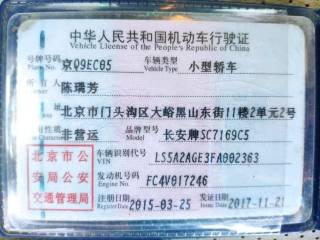 中华人民共和国机动车行驶证
Vehicle License of the People's Republic of China
号牌号码 京Q9EC05 车辆类型 小型轿车
Plate No. Vehicle Type
所有人 陈瑞芳
住址 北京市门头沟区大峪黑山东街11楼2单元2号
使用性质 非营运 品牌型号 长安牌SC7169C5
Model
北京市公安局公安交通管理局
车辆识别代号 LS5A2AGE3FA002363
VIN
发动机号码 FC4V017246
Engine No.
注册日期 2015-03-25 发证日期 2017-11-21
Register Date Issue Date